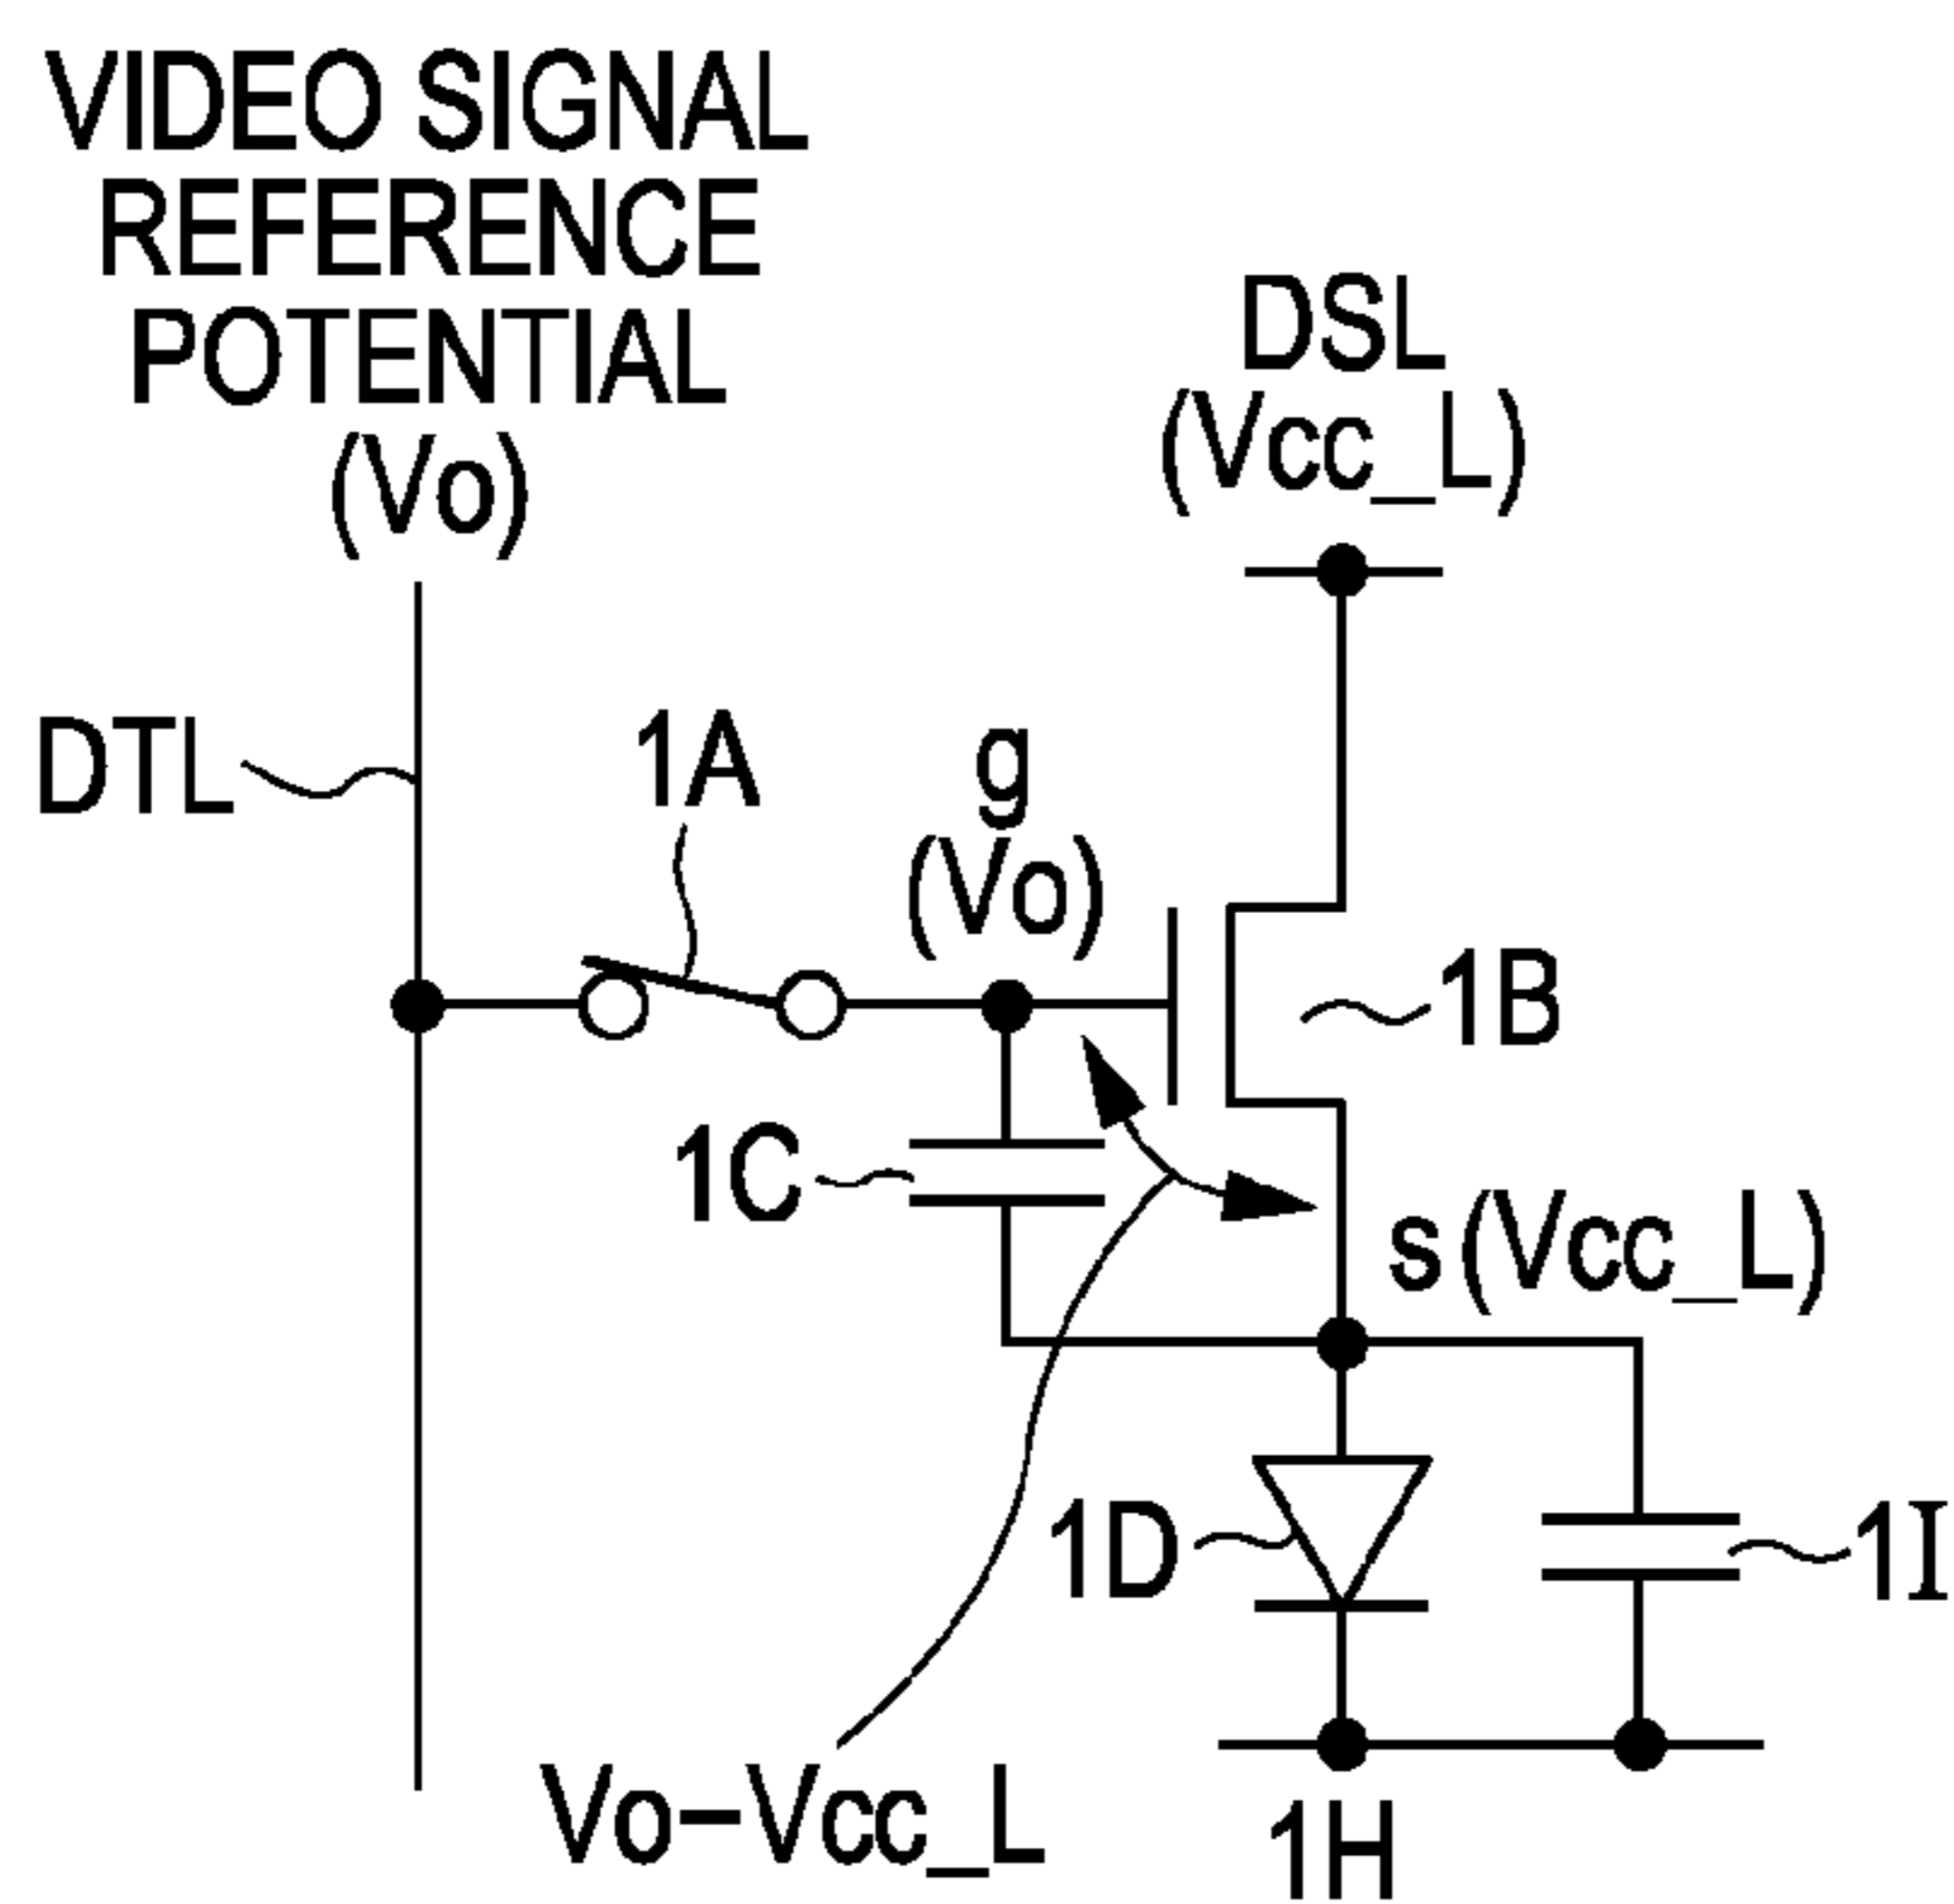 VIDEO SIGNAL
REFERENCE
POTENTIAL
(Vo)
DSL
(Vcc_L)
DTL
1A
g
(Vo)
1B
1C
s (Vcc_L)
1D
1I
Vo−Vcc_L
1H